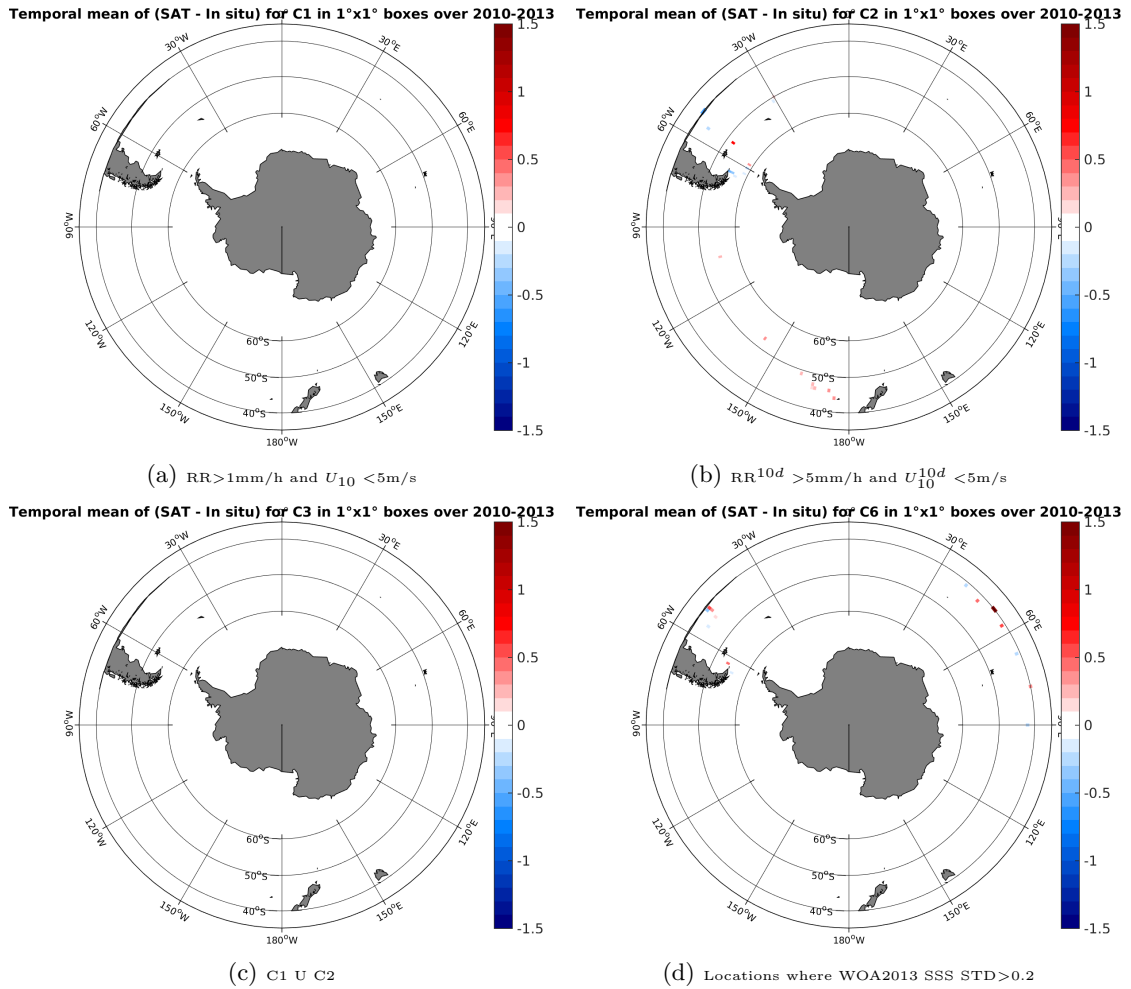 Temporal mean of (SAT - In situ) for C1 in 1°x1° boxes over 2010-2013
30°W
30°E
60°W
90°W
120°W
120°E
150°W
150°E
180°W
60°S
50°S
40°S
1.5
1
0.5
0
-0.5
-1
-1.5
(a) RR>1mm/h and U10 <5m/s
Temporal mean of (SAT - In situ) for C2 in 1°x1° boxes over 2010-2013
30°W
30°E
60°W
60°E
90°W
120°W
120°E
150°W
150°E
180°W
60°S
50°S
40°S
1.5
1
0.5
0
-0.5
-1
-1.5
(b) RR^10d >5mm/h and U10^10d <5m/s
Temporal mean of (SAT - In situ) for C3 in 1°x1° boxes over 2010-2013
30°W
30°E
60°W
60°E
90°W
120°W
120°E
150°W
150°E
180°W
60°S
50°S
40°S
1.5
1
0.5
0
-0.5
-1
-1.5
(c) C1 U C2
Temporal mean of (SAT - In situ) for C6 in 1°x1° boxes over 2010-2013
30°W
30°E
60°W
60°E
90°W
120°W
120°E
150°W
150°E
180°W
60°S
50°S
40°S
1.5
1
0.5
0
-0.5
-1
-1.5
(d) Locations where WOA2013 SSS STD>0.2